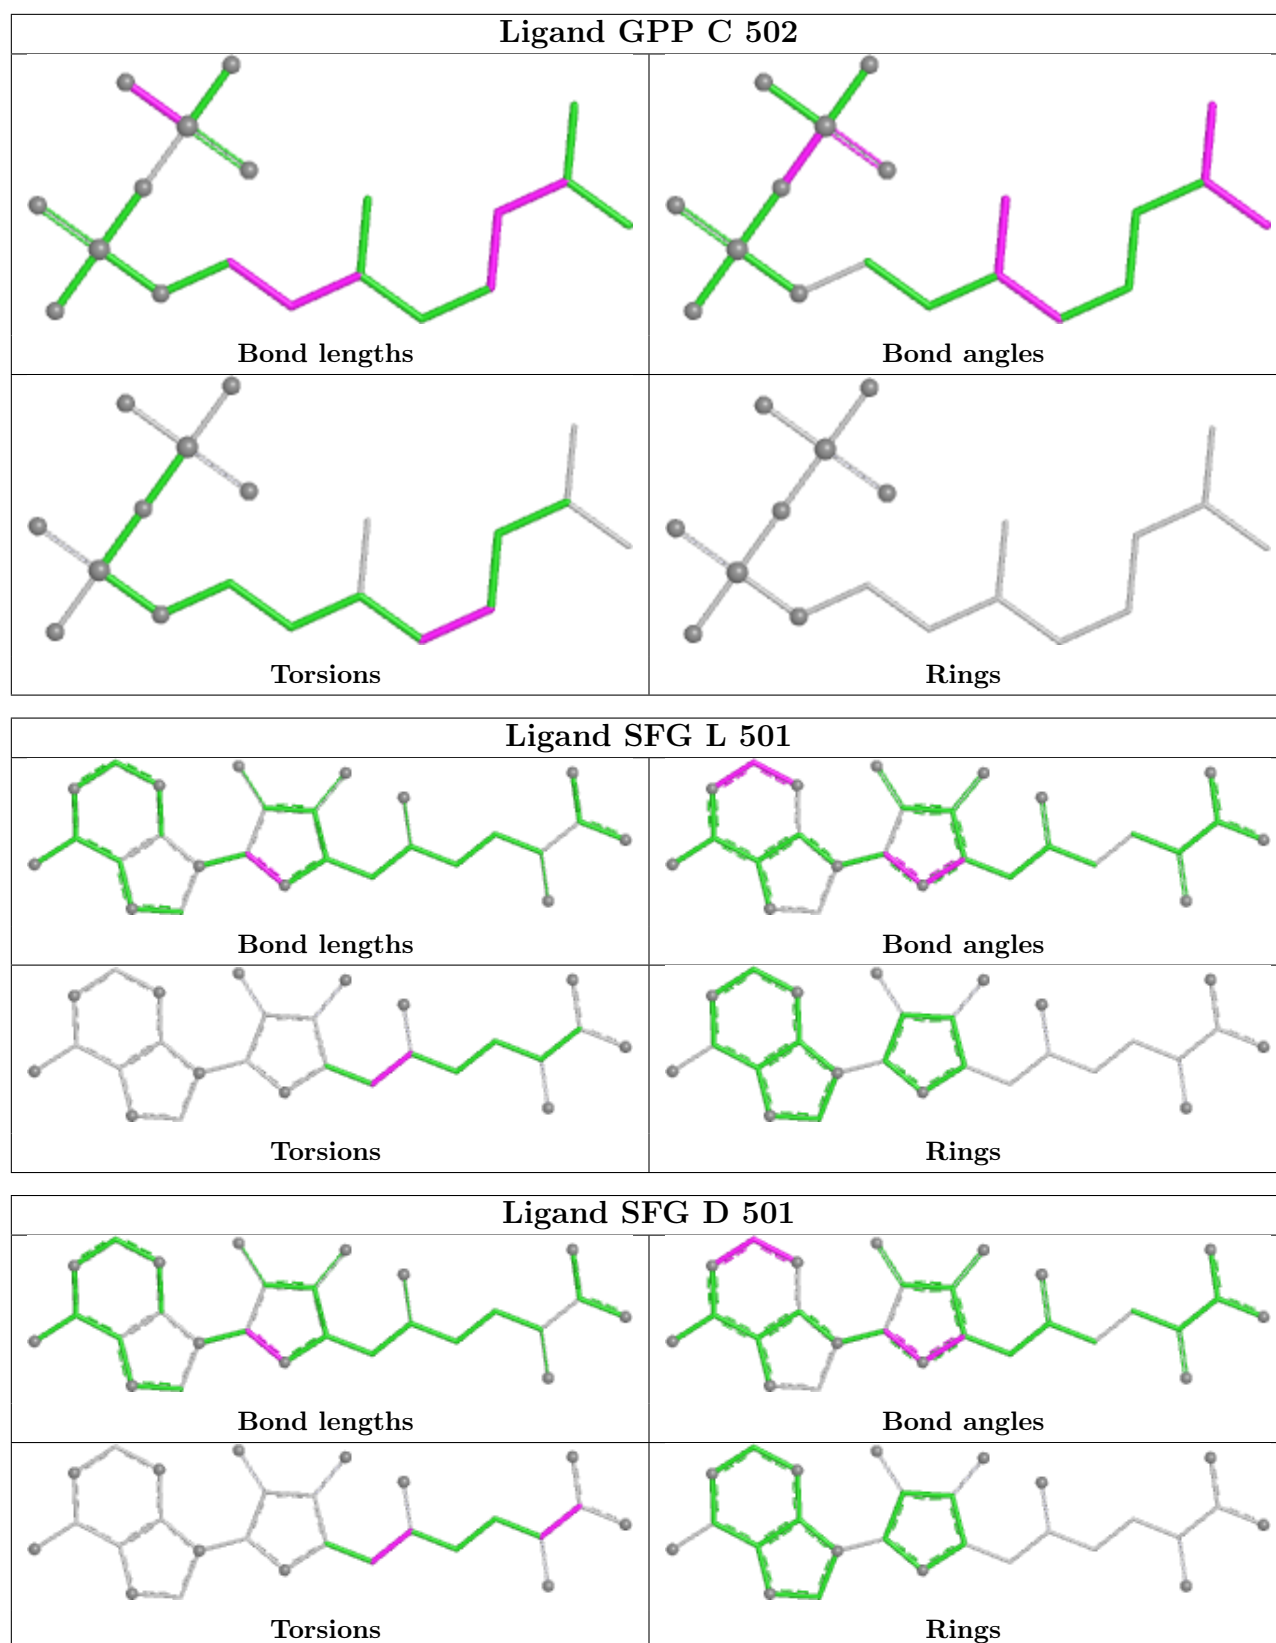 Ligand GPP C 502
Bond lengths
Bond angles
Torsions
Rings
Ligand SFG L 501
Bond lengths
Bond angles
Torsions
Rings
Ligand SFG D 501
Bond lengths
Bond angles
Torsions
Rings